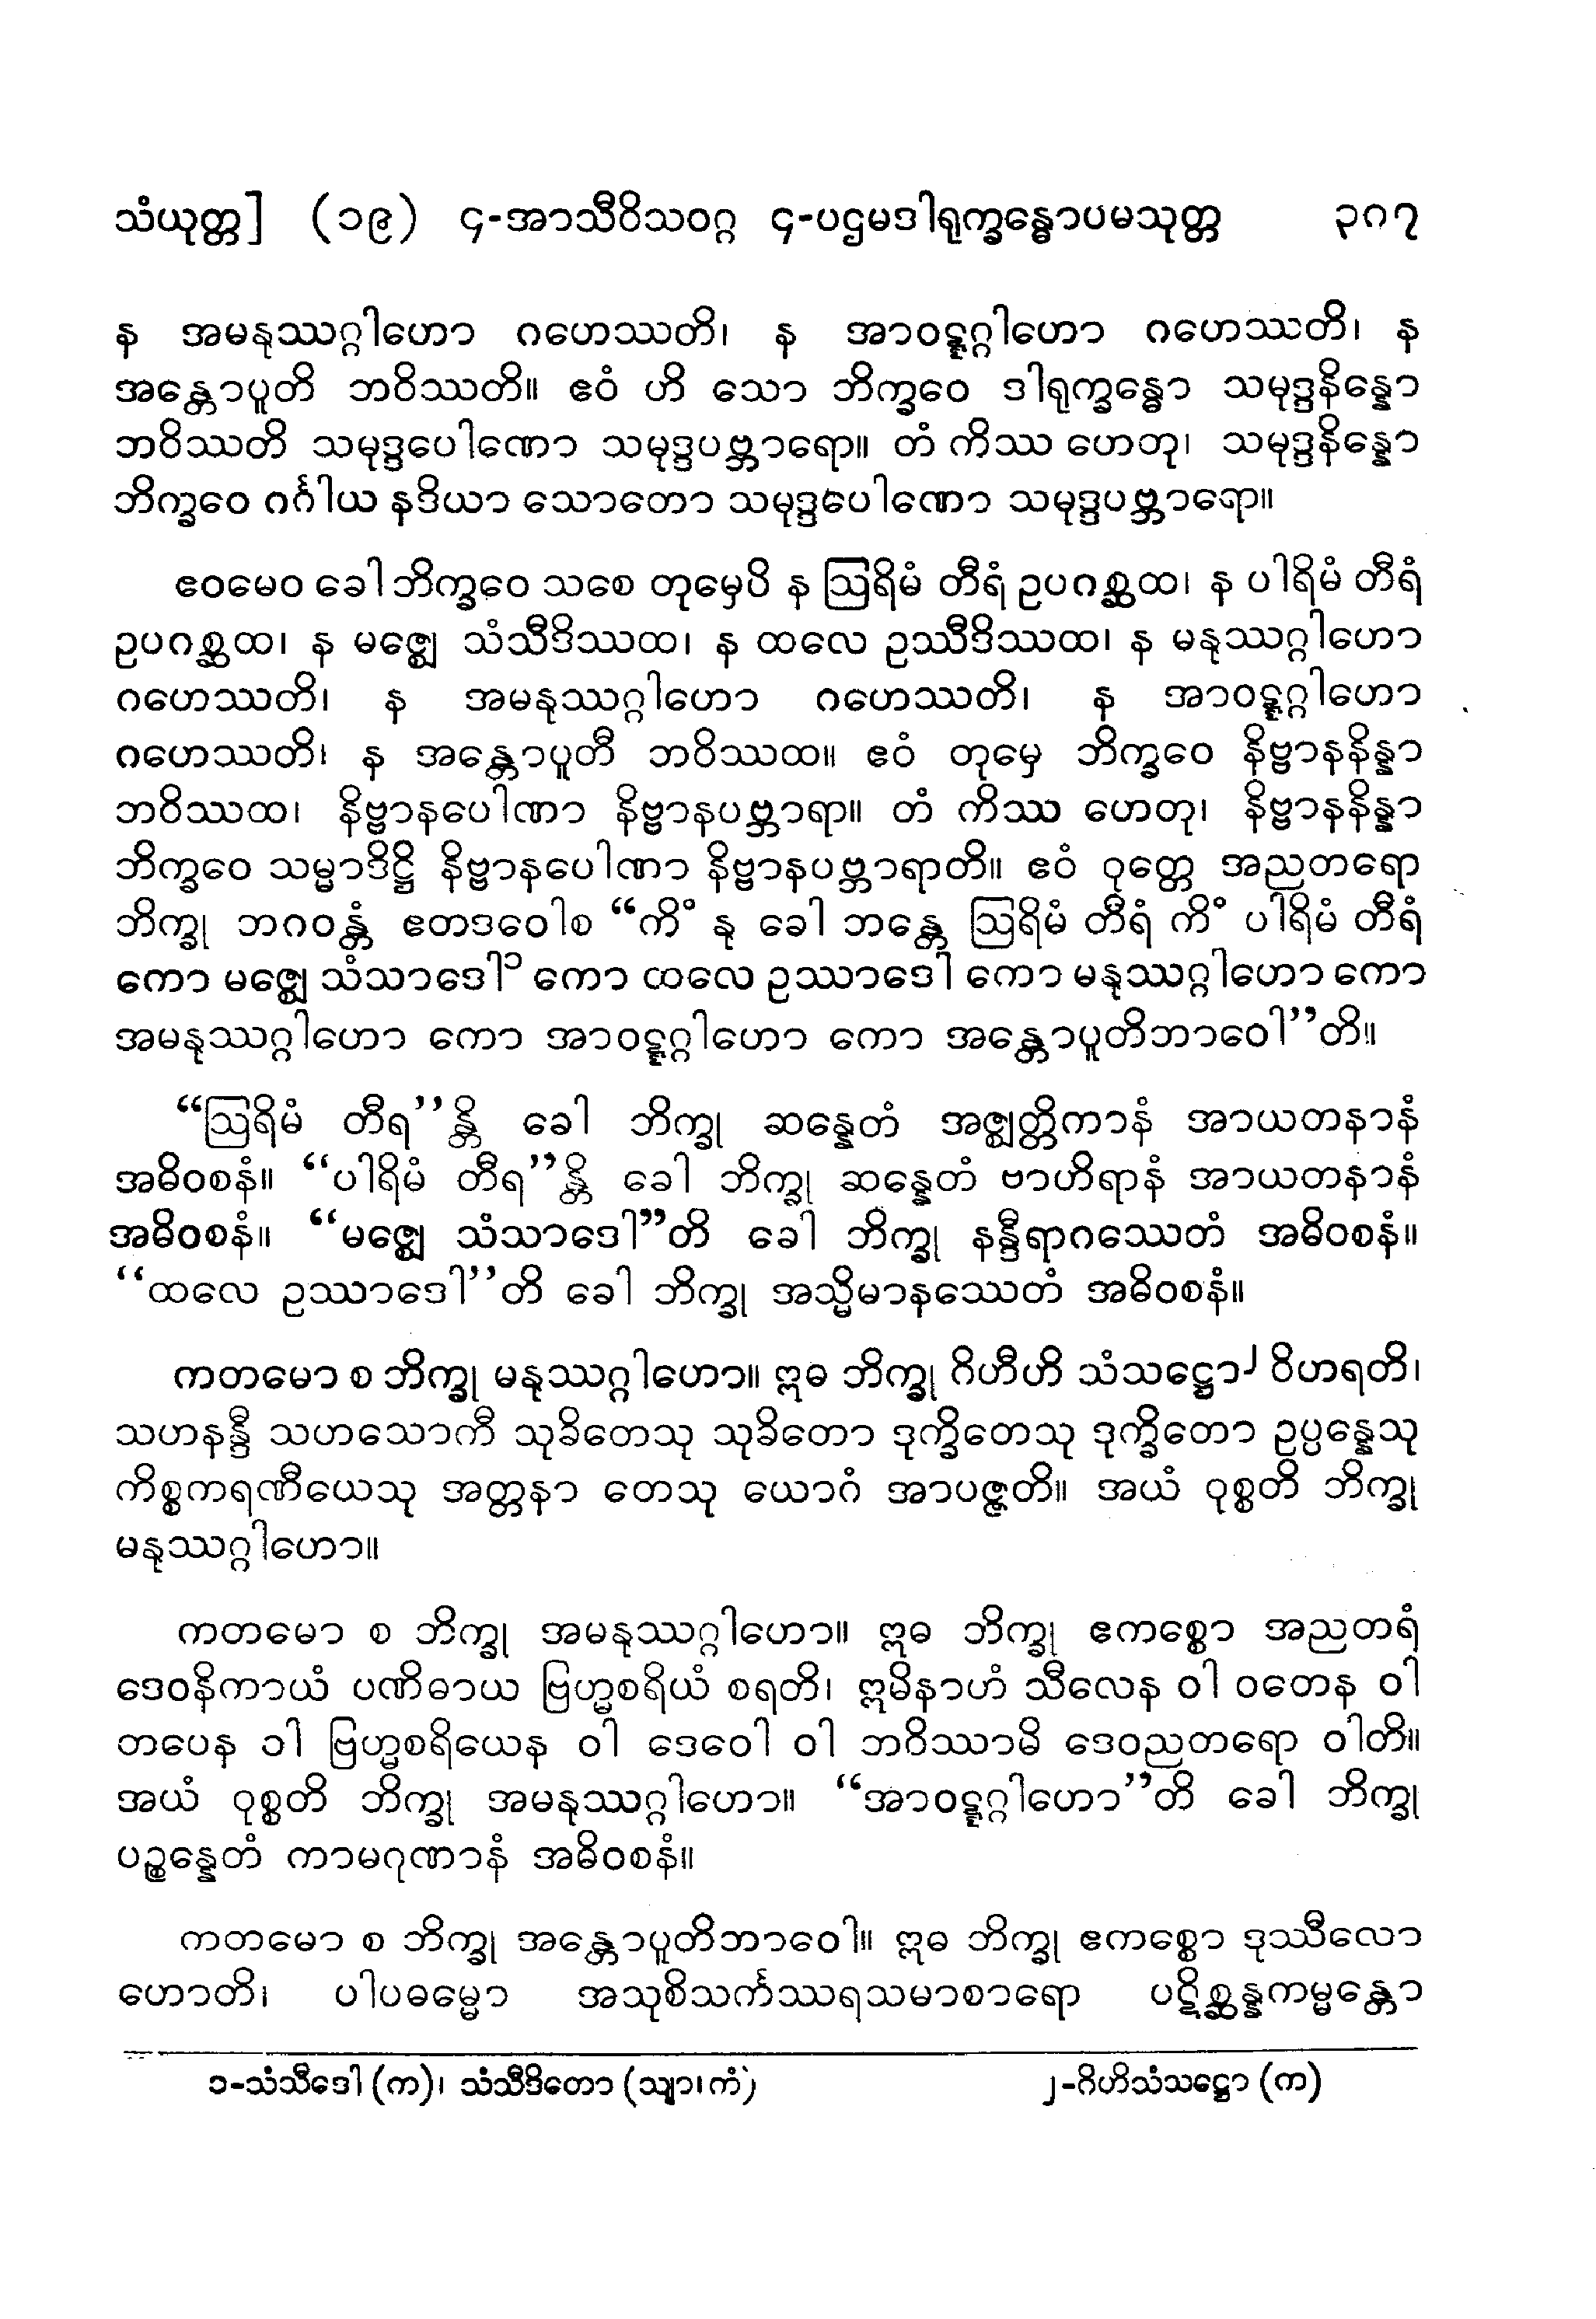 သံယုတ္တ] (၁၉) ၄-အာသီဝိသဝဂ္ဂ ၄-ပဌမဒါရုက္ခန္ဓောပမသုတ္တ ၃၈၇
န အမနုဿဂ္ဂါဟော ဂဟေဿတိ၊ န အာဝဋ္ဋဂ္ဂါဟော ဂဟေဿတိ၊ န
အန္တောပူတိ ဘဝိဿတိ။ ဧဝံ ဟိ သော ဘိက္ခဝေ ဒါရုက္ခန္ဓော သမုဒ္ဒနိန္နော
ဘဝိဿတိ သမုဒ္ဒပေါဏော သမုဒ္ဒပဗ္ဘာရော။ တံ ကိဿ ဟေတု၊ သမုဒ္ဒနိန္နော
ဘိက္ခဝေ ဂင်္ဂါယ နဒိယာ သောတော သမုဒ္ဒပေါဏော သမုဒ္ဒပဗ္ဘာရော။
ဧဝမေဝ ခေါ ဘိက္ခဝေ သစေ တုမှေပိ န ဩရိမံ တီရံ ဥပဂစ္ဆထ၊ န ပါရိမံ တီရံ
ဥပဂစ္ဆထ၊ န မဇ္ဈေ သံသီဒိဿထ၊ န ထလေ ဥဿီဒိဿထ၊ န မနုဿဂ္ဂါဟော
ဂဟေဿတိ၊ န အမနုဿဂ္ဂါဟော ဂဟေဿတိ၊ န အာဝဋ္ဋဂ္ဂါဟော
ဂဟေဿတိ၊ န အန္တောပူတီ ဘဝိဿထ။ ဧဝံ တုမှေ ဘိက္ခဝေ နိဗ္ဗာနနိန္နာ
ဘဝိဿထ၊ နိဗ္ဗာနပေါဏာ နိဗ္ဗာနပဗ္ဘာရာ။ တံ ကိဿ ဟေတု၊ နိဗ္ဗာနနိန္နာ
ဘိက္ခဝေ သမ္မာဒိဋ္ဌိ နိဗ္ဗာနပေါဏာ နိဗ္ဗာနပဗ္ဘာရာတိ။ ဧဝံ ဝုတ္တေ အညတရော
ဘိက္ခု ဘဂဝန္တံ ဧတဒဝေါစ “ကိံ နု ခေါ ဘန္တေ ဩရိမံ တီရံ ကိံ ပါရိမံ တီရံ
ကော မဇ္ဈေ သံသာဒေါ၁ ကော ထလေ ဥဿာဒေါ ကော မနုဿဂ္ဂါဟော ကော
အမနုဿဂ္ဂါဟော ကော အာဝဋ္ဋဂ္ဂါဟော ကော အန္တောပူတိဘာဝေါ”တိ။
“ဩရိမံ တီရ”န္တိ ခေါ ဘိက္ခု ဆန္နေတံ အဇ္ဈတ္တိကာနံ အာယတနာနံ
အဓိဝစနံ။ “ပါရိမံ တီရ”န္တိ ခေါ ဘိက္ခု ဆန္နေတံ ဗာဟိရာနံ အာယတနာနံ
အဓိဝစနံ။ “မဇ္ဈေ သံသာဒေါ”တိ ခေါ ဘိက္ခု နန္ဒီရာဂဿေတံ အဓိဝစနံ။
“ထလေ ဥဿာဒေါ”တိ ခေါ ဘိက္ခု အသ္မိမာနဿေတံ အဓိဝစနံ။
ကတမော စ ဘိက္ခု မနုဿဂ္ဂါဟော။ ဣဓ ဘိက္ခု ဂိဟီဟိ သံသဋ္ဌော၂ ဝိဟရတိ၊
သဟနန္ဒီ သဟသောကီ သုခိတေသု သုခိတော ဒုက္ခိတေသု ဒုက္ခိတော ဥပ္ပန္နေသု
ကိစ္စကရဏီယေသု အတ္တနာ တေသု ယောဂံ အာပဇ္ဇတိ။ အယံ ဝုစ္စတိ ဘိက္ခု
မနုဿဂ္ဂါဟော။
ကတမော စ ဘိက္ခု အမနုဿဂ္ဂါဟော။ ဣဓ ဘိက္ခု ဧကစ္စော အညတရံ
ဒေဝနိကာယံ ပဏိဓာယ ဗြဟ္မစရိယံ စရတိ၊ ဣမိနာဟံ သီလေန ဝါ ဝတေန ဝါ
တပေန ဝါ ဗြဟ္မစရိယေန ဝါ ဒေဝေါ ဝါ ဘဝိဿာမိ ဒေဝညတရော ဝါတိ။
အယံ ဝုစ္စတိ ဘိက္ခု အမနုဿဂ္ဂါဟော။ “အာဝဋ္ဋဂ္ဂါဟော”တိ ခေါ ဘိက္ခု
ပဉ္စန္နေတံ ကာမဂုဏာနံ အဓိဝစနံ။
ကတမော စ ဘိက္ခု အန္တောပူတိဘာဝေါ။ ဣဓ ဘိက္ခု ဧကစ္စော ဒုဿီလော
ဟောတိ၊ ပါပဓမ္မော အသုစိသင်္ကဿရသမာစာရော ပဋိစ္ဆန္နကမ္မန္တော
၁-သံသီဒေါ (က)၊ သံသီဒိတော (သျာ၊ကံ) ၂-ဂိဟိသံသဋ္ဌော (က)